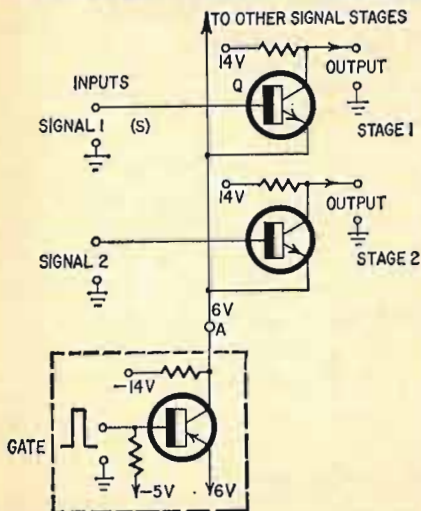 TO OTHER SIGNAL STAGES
14V
OUTPUT
INPUTS
Q
SIGNAL 1 (S)
STAGE 1
14V
OUTPUT
SIGNAL 2
STAGE 2
6V
A
-14V
GATE
-5V 6V